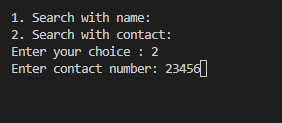 1. Search with name:
2. Search with contact:
Enter your choice : 2
Enter contact number: 23456